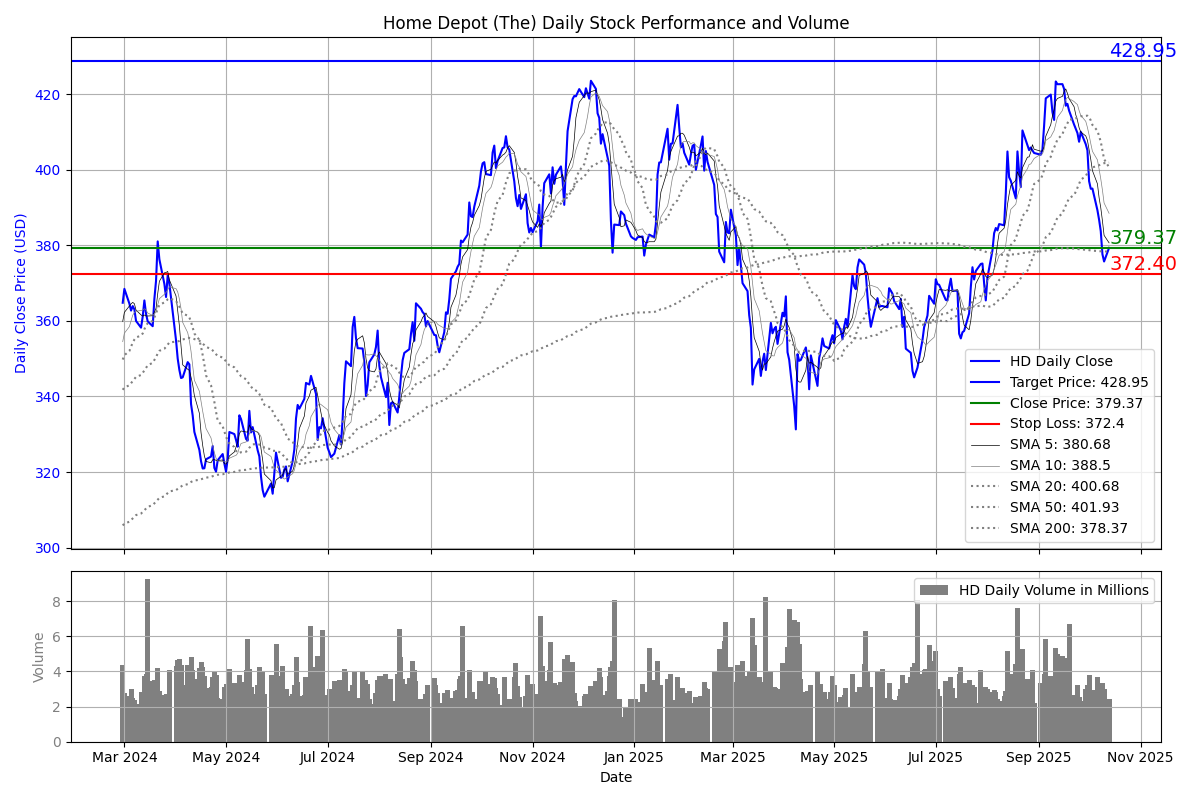 Home Depot (The) Daily Stock Performance and Volume
428.95
420
400
380
360
340
320
300
Daily Close Price (USD)
379.37
372.40
HD Daily Close
Target Price: 428.95
Close Price: 379.37
Stop Loss: 372.4
SMA 5: 380.68
SMA 10: 388.5
SMA 20: 400.68
SMA 50: 401.93
SMA 200: 378.37
HD Daily Volume in Millions
8
6
4
2
0
Volume
Mar 2024 May 2024 Jul 2024 Sep 2024 Nov 2024 Jan 2025 Mar 2025 May 2025 Jul 2025 Sep 2025 Nov 2025
Date